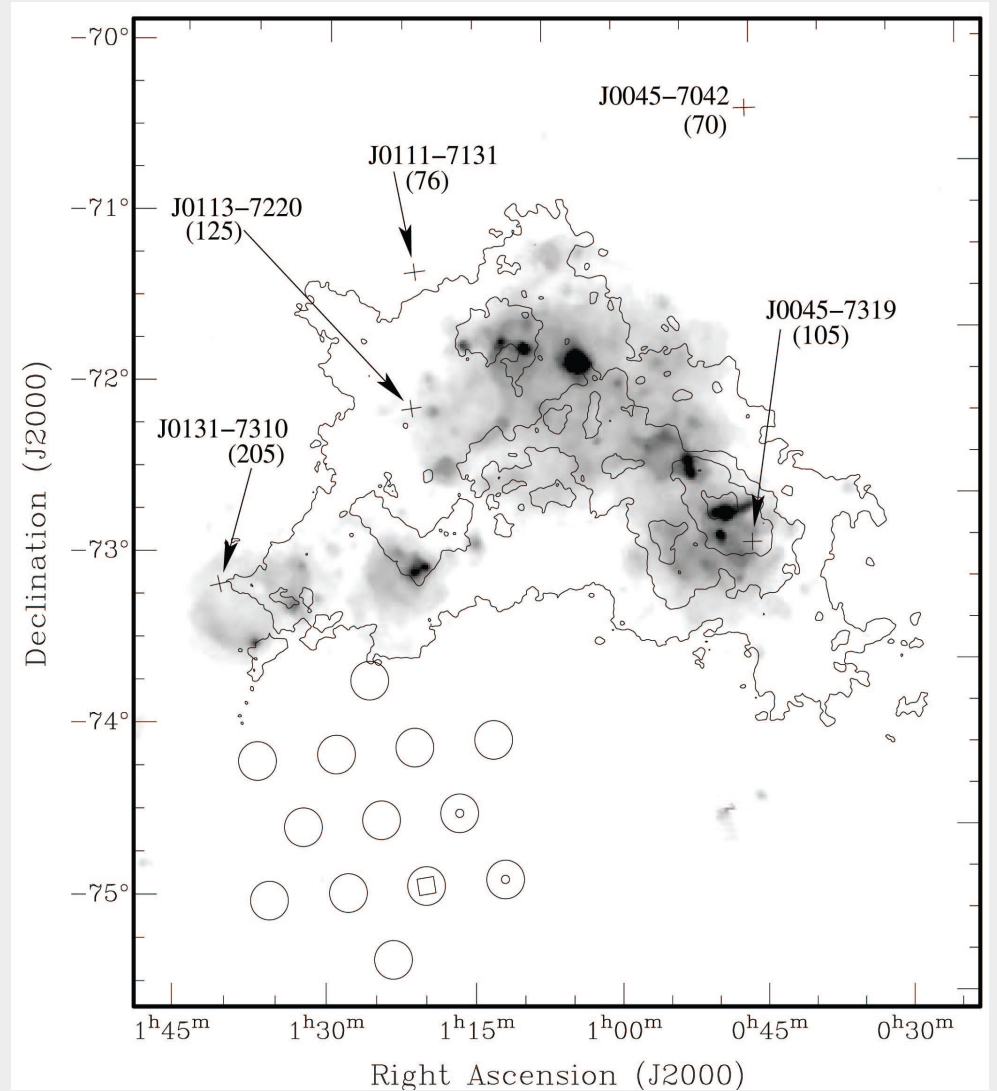 −70°
J0045−7042
(70)
J0111−7131
(76)
−71°
J0113−7220
(125)
J0045−7319
(105)
−72°
J0131−7310
(205)
−73°
−74°
−75°
Declination (J2000)
1h45m 1h30m 1h15m 1h00m 0h45m 0h30m
Right Ascension (J2000)